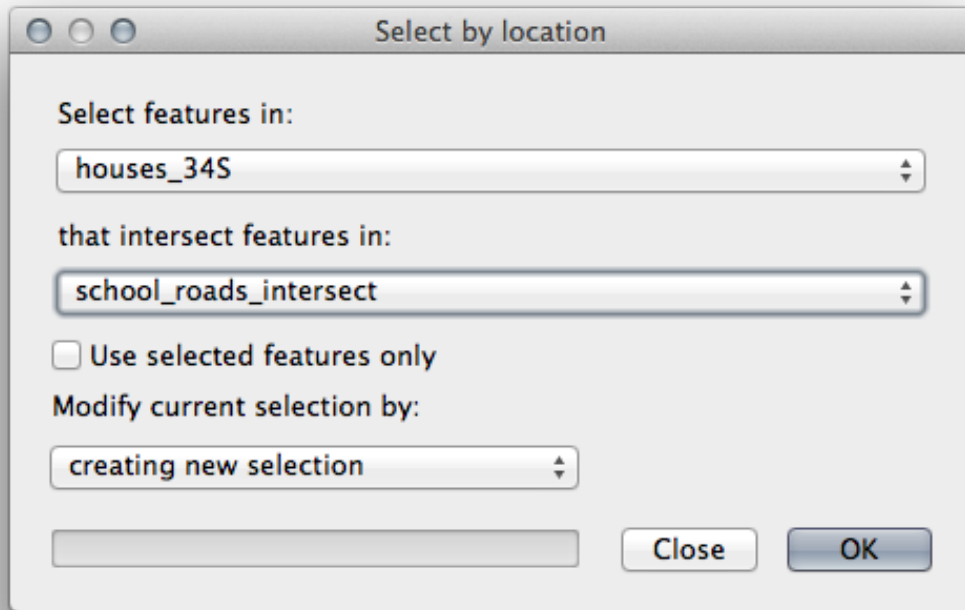 Select by location
Select features in:
houses_34S
that intersect features in:
school_roads_intersect
Use selected features only
Modify current selection by:
creating new selection
Close OK